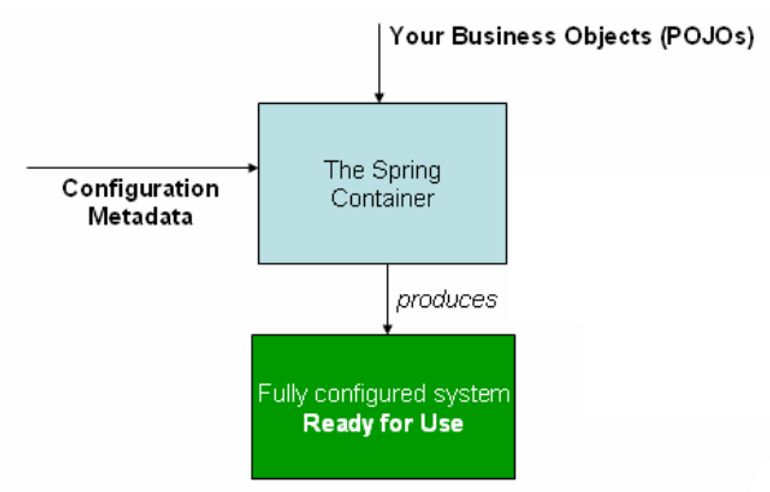 Your Business Objects (POJOs)
The Spring
Container
Configuration
Metadata
produces
Fully configured system
Ready for Use